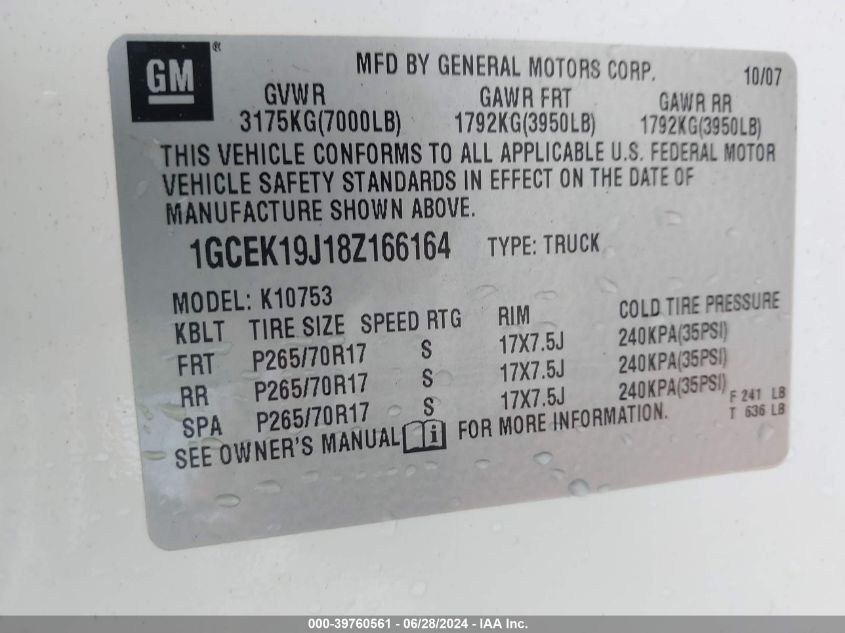 GM®
MFD BY GENERAL MOTORS CORP. 10/07
GVWR GAWR FRT GAWR RR
3175KG(7000LB) 1792KG(3950LB) 1792KG(3950LB)
THIS VEHICLE CONFORMS TO ALL APPLICABLE U.S. FEDERAL MOTOR
VEHICLE SAFETY STANDARDS IN EFFECT ON THE DATE OF
MANUFACTURE SHOWN ABOVE.
1GCEK19J18Z166164 TYPE: TRUCK
MODEL: K10753
KBLT TIRE SIZE SPEED RTG RIM COLD TIRE PRESSURE
FRT P265/70R17 S 17X7.5J 240KPA(35PSI)
RR P265/70R17 S 17X7.5J 240KPA(35PSI)
SPA P265/70R17 S 17X7.5J 240KPA(35PSI) F 241 LB
T 636 LB
SEE OWNER'S MANUAL i FOR MORE INFORMATION.
000-39760561 - 06/28/2024 - IAA Inc.